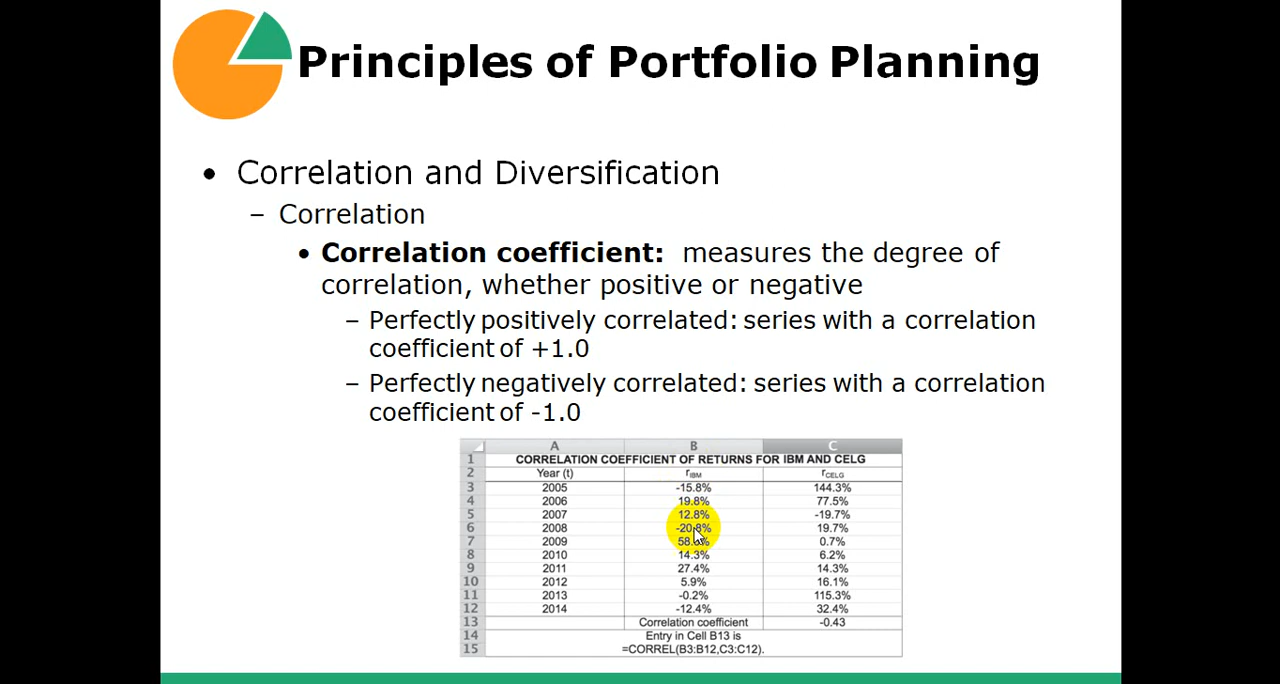 Principles of Portfolio Planning
• Correlation and Diversification
– Correlation
• Correlation coefficient: measures the degree of
correlation, whether positive or negative
– Perfectly positively correlated: series with a correlation
coefficient of +1.0
– Perfectly negatively correlated: series with a correlation
coefficient of -1.0
A B C
1 CORRELATION COEFFICIENT OF RETURNS FOR IBM AND CELG
2 Year (t) rIBM rCELG
3 2005 -15.8% 144.3%
4 2006 19.8% 77.5%
5 2007 12.8% -19.7%
6 2008 -20.8% 19.7%
7 2009 0.7%
8 2010 14.3% 6.2%
9 2011 27.4% 14.3%
10 2012 5.9% 16.1%
11 2013 -0.2% 115.3%
12 2014 -12.4% 32.4%
13 Correlation coefficient -0.43
14 Entry in Cell B13 is
15 =CORREL(B3:B12,C3:C12).